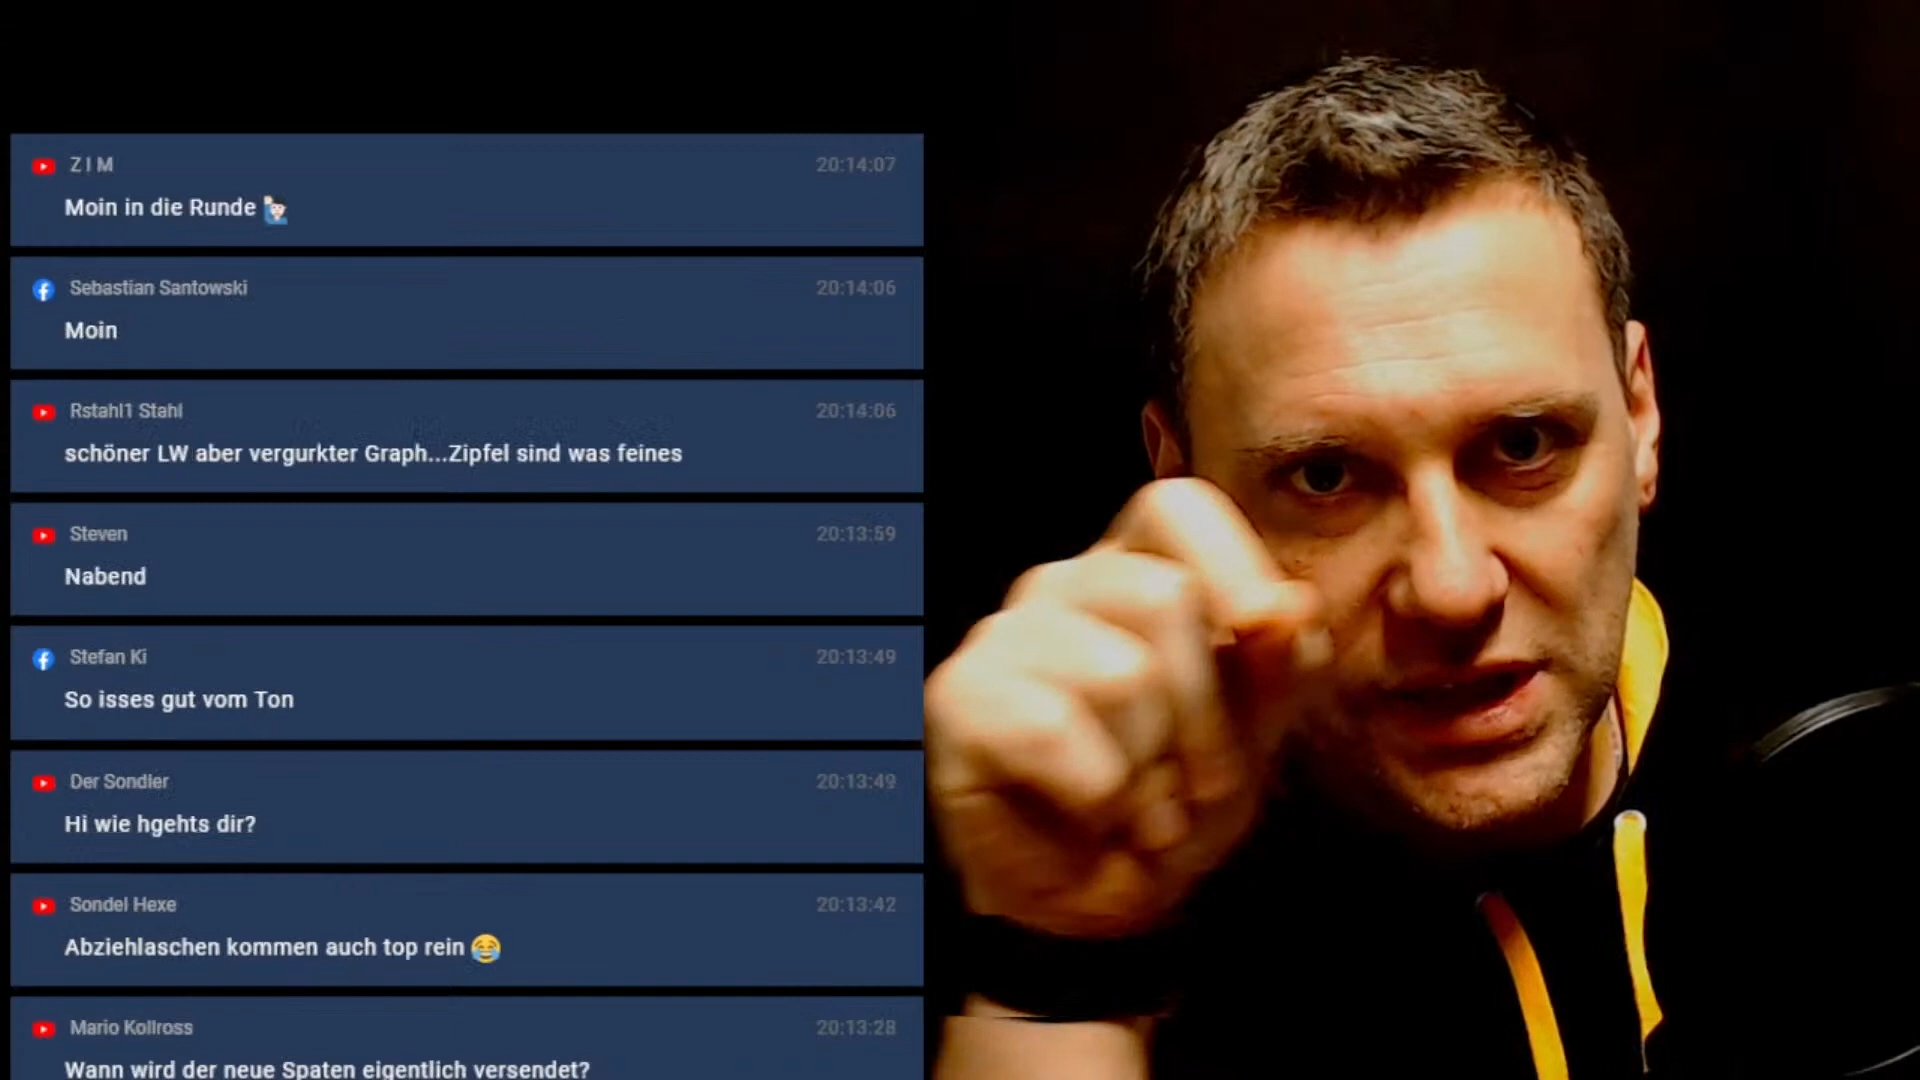 Z I M 20:14:07
Moin in die Runde 🙋🏻‍♂️
Sebastian Santowski 20:14:06
Moin
Rstahl1 Stahl 20:14:06
schöner LW aber vergurkter Graph...Zipfel sind was feines
Steven 20:13:59
Nabend
Stefan Ki 20:13:49
So isses gut vom Ton
Der Sondler 20:13:49
Hi wie hgehts dir?
Sondel Hexe 20:13:42
Abziehlaschen kommen auch top rein 😂
Mario Kollross 20:13:28
Wann wird der neue Spaten eigentlich versendet?